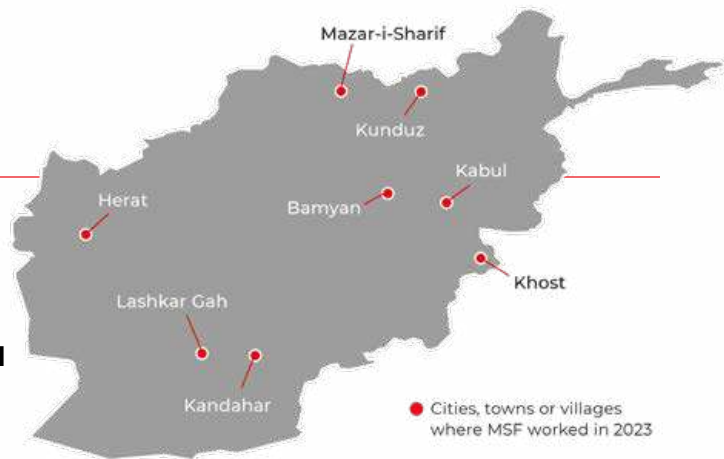 Mazar-i-Sharif
Kunduz
Kabul
Herat
Bamyan
Khost
Lashkar Gah
Kandahar
Cities, towns or villages
where MSF worked in 2023